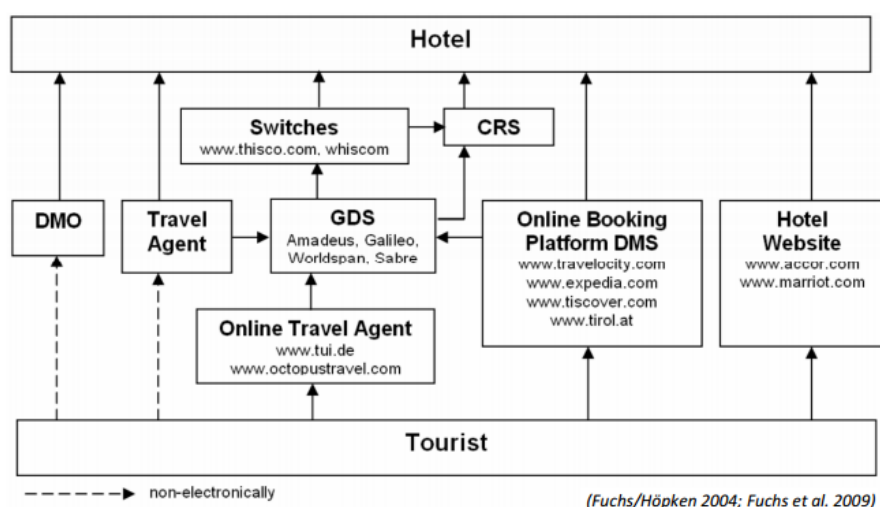 Hotel
Switches
www.thisco.com, whiscom
CRS
DMO
Travel
Agent
GDS
Amadeus, Galileo,
Worldspan, Sabre
Online Booking
Platform DMS
www.travelocity.com
www.expedia.com
www.tiscover.com
www.tirol.at
Hotel
Website
www.accor.com
www.marriot.com
Online Travel Agent
www.tui.de
www.octopustravel.com
Tourist
non-electronically
(Fuchs/Höpken 2004; Fuchs et al. 2009)